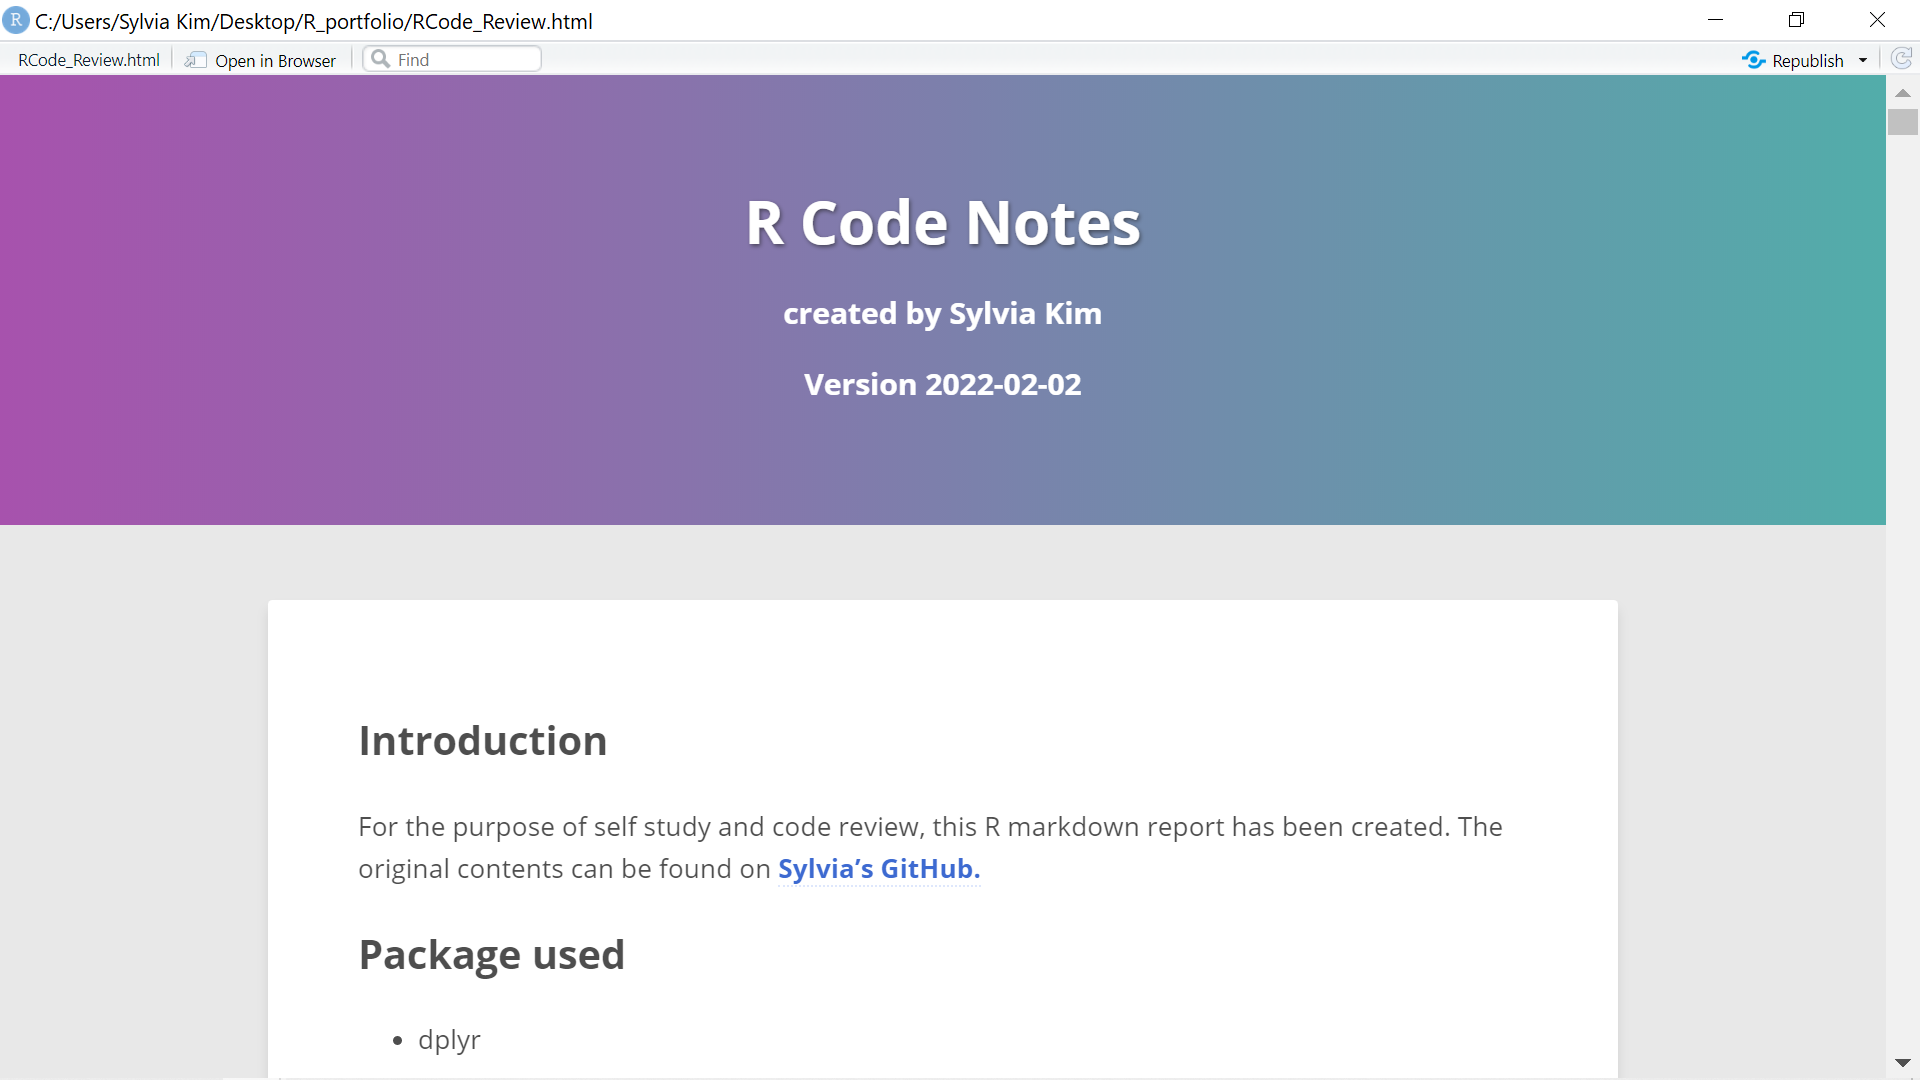 R C:/Users/Sylvia Kim/Desktop/R_portfolio/RCode_Review.html
RCode_Review.html Open in Browser Find Republish
R Code Notes
created by Sylvia Kim
Version 2022-02-02
Introduction
For the purpose of self study and code review, this R markdown report has been created. The
original contents can be found on Sylvia’s GitHub.
Package used
• dplyr